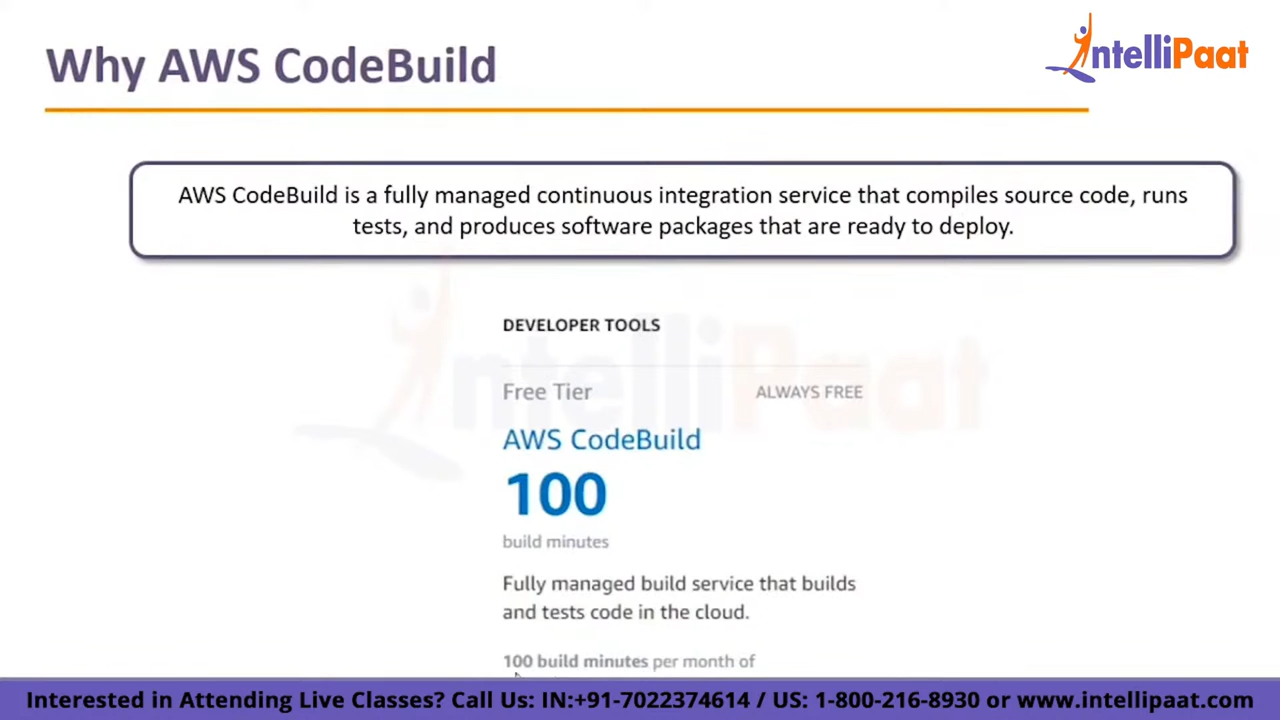 Why AWS CodeBuild
IntelliPaat
AWS CodeBuild is a fully managed continuous integration service that compiles source code, runs
tests, and produces software packages that are ready to deploy.
IntelliPaat
DEVELOPER TOOLS
Free Tier
ALWAYS FREE
AWS CodeBuild
100
build minutes
Fully managed build service that builds
and tests code in the cloud.
100 build minutes per month of
Interested in Attending Live Classes? Call Us: IN:+91-7022374614 / US: 1-800-216-8930 or www.intellipaat.com